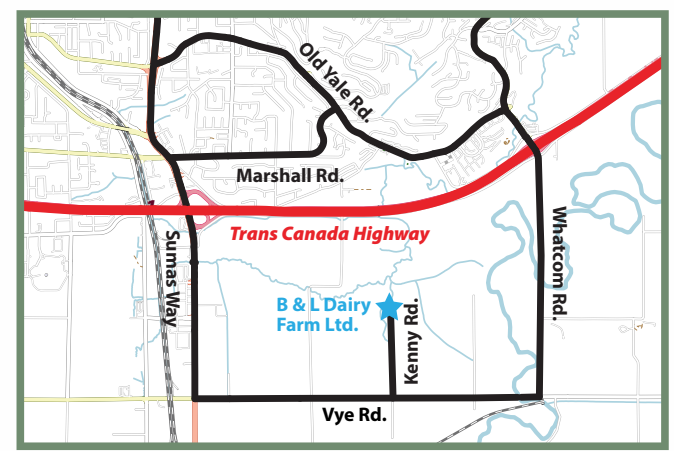 Old Yale Rd.
Marshall Rd.
Trans Canada Highway
Sumas Way
Whatcom Rd.
B & L Dairy
Farm Ltd.
Kenny Rd.
Vye Rd.